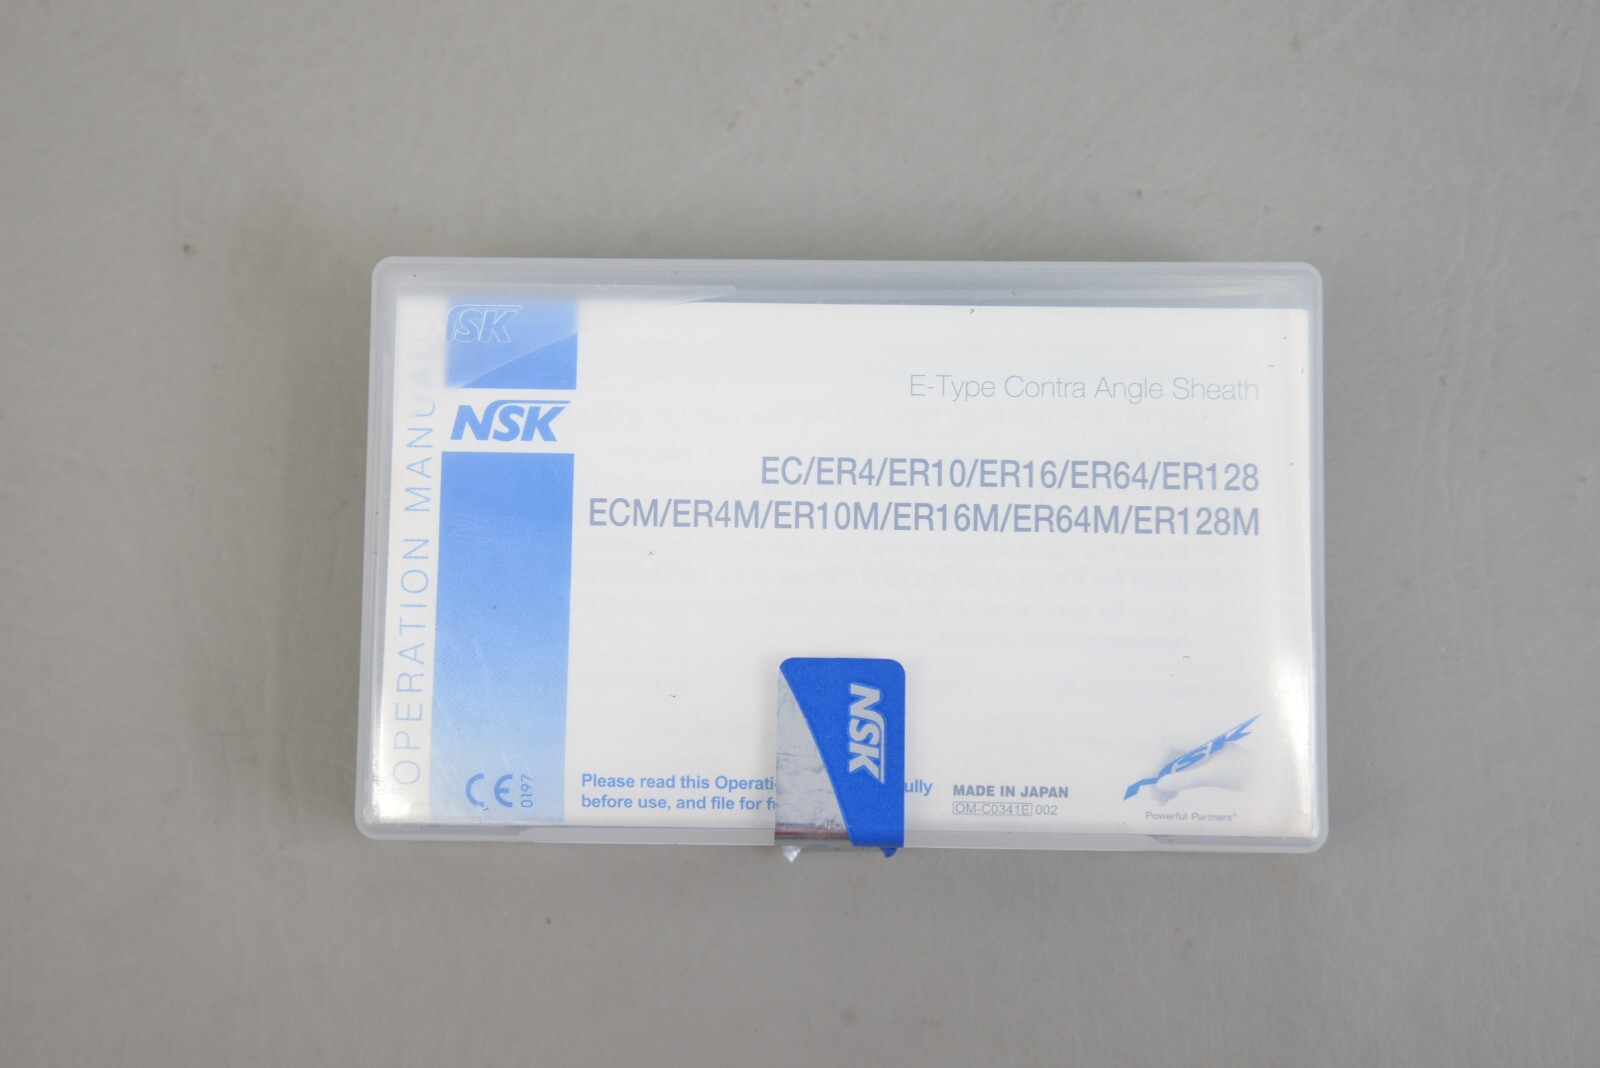 NSK
OPERATION MANUAL
NSK
E-Type Contra Angle Sheath
EC/ER4/ER10/ER16/ER64/ER128
ECM/ER4M/ER10M/ER16M/ER64M/ER128M
NSK
CE 0197
Please read this
before use, and file for
MADE IN JAPAN
OM-C0341E 002
NSK
Powerful Partners®